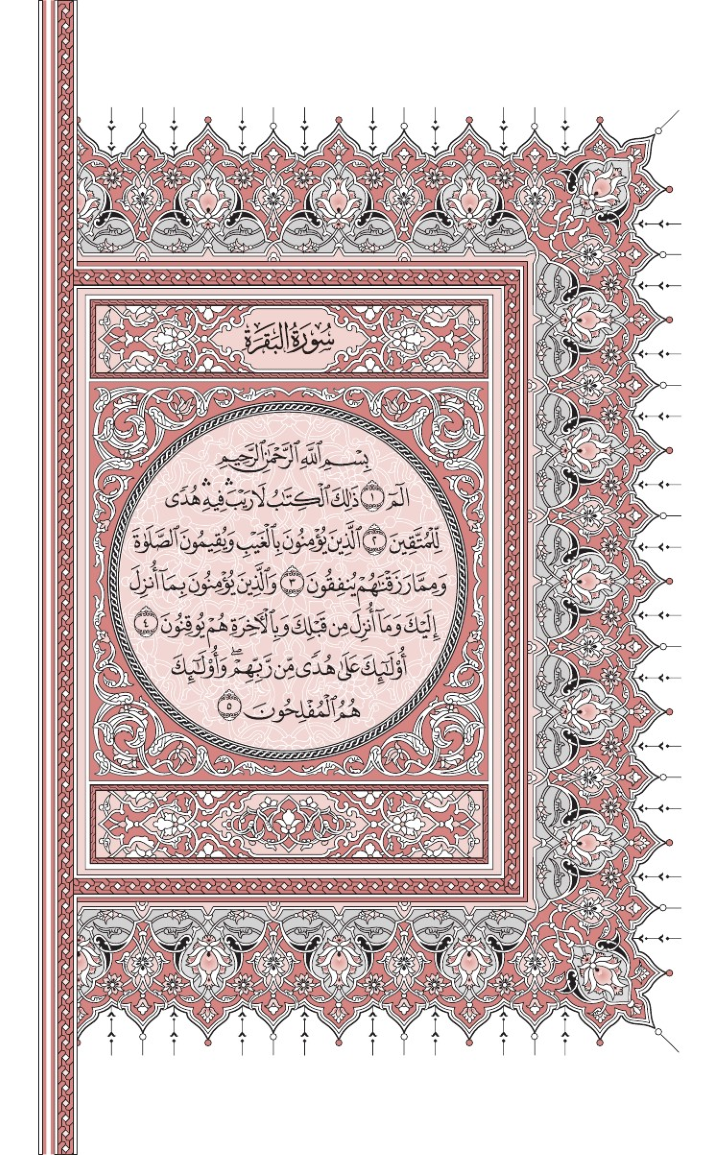 سُورَةُ الْبَقَرَةِ
بِسْمِ ٱللَّهِ ٱلرَّحْمَٰنِ ٱلرَّحِيمِ
الٓمٓ ١ ذَٰلِكَ ٱلْكِتَٰبُ لَا رَيْبَ ۛ فِيهِ ۛ هُدًى
لِّلْمُتَّقِينَ ٢ ٱلَّذِينَ يُؤْمِنُونَ بِٱلْغَيْبِ وَيُقِيمُونَ ٱلصَّلَوٰةَ
وَمِمَّا رَزَقْنَٰهُمْ يُنفِقُونَ ٣ وَٱلَّذِينَ يُؤْمِنُونَ بِمَآ أُنزِلَ
إِلَيْكَ وَمَآ أُنزِلَ مِن قَبْلِكَ وَبِٱلْأَخِرَةِ هُمْ يُوقِنُونَ ٤
أُو۟لَٰٓئِكَ عَلَىٰ هُدًى مِّن رَّبِّهِمْ ۖ وَأُو۟لَٰٓئِكَ
هُمُ ٱلْمُفْلِحُونَ ٥